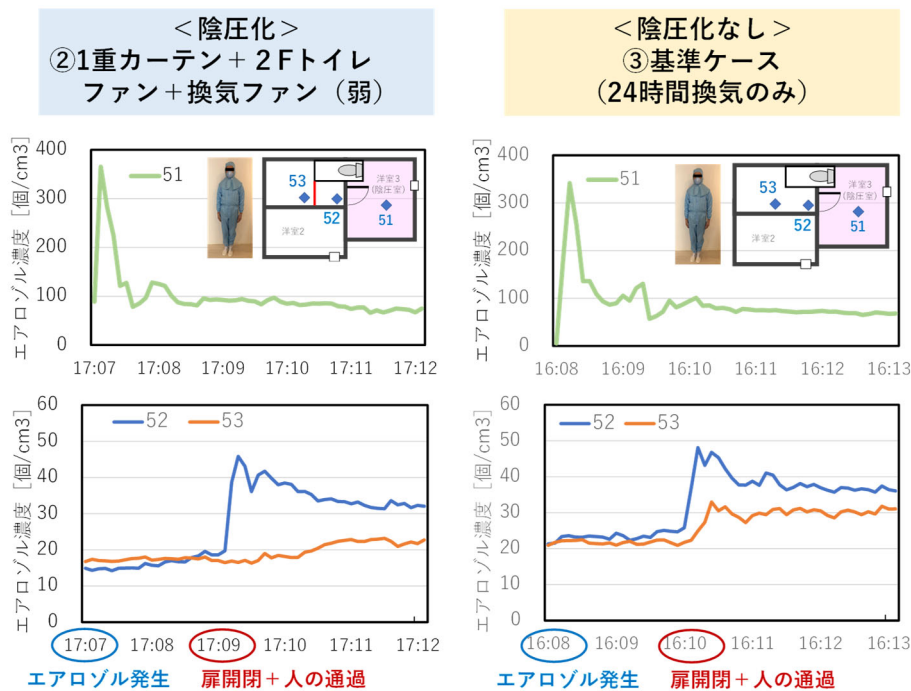 ＜陰圧化＞
②1重カーテン＋２Fトイレ
ファン＋換気ファン（弱）
＜陰圧化なし＞
③基準ケース
（24時間換気のみ）
エアロゾル濃度［個/cm3］
400
300
200
100
0
51
53
52
51
洋室3
(陰圧室)
洋室2
17:07 17:08 17:09 17:10 17:11 17:12
エアロゾル濃度［個/cm3］
400
300
200
100
0
51
53
52
51
洋室3
(陰圧室)
洋室2
16:08 16:09 16:10 16:11 16:12 16:13
エアロゾル濃度［個/cm3］
60
50
40
30
20
10
0
52 53
17:07 17:08 17:09 17:10 17:11 17:12
エアロゾル発生 扉開閉＋人の通過
エアロゾル濃度［個/cm3］
60
50
40
30
20
10
0
52 53
16:08 16:09 16:10 16:11 16:12 16:13
エアロゾル発生 扉開閉＋人の通過